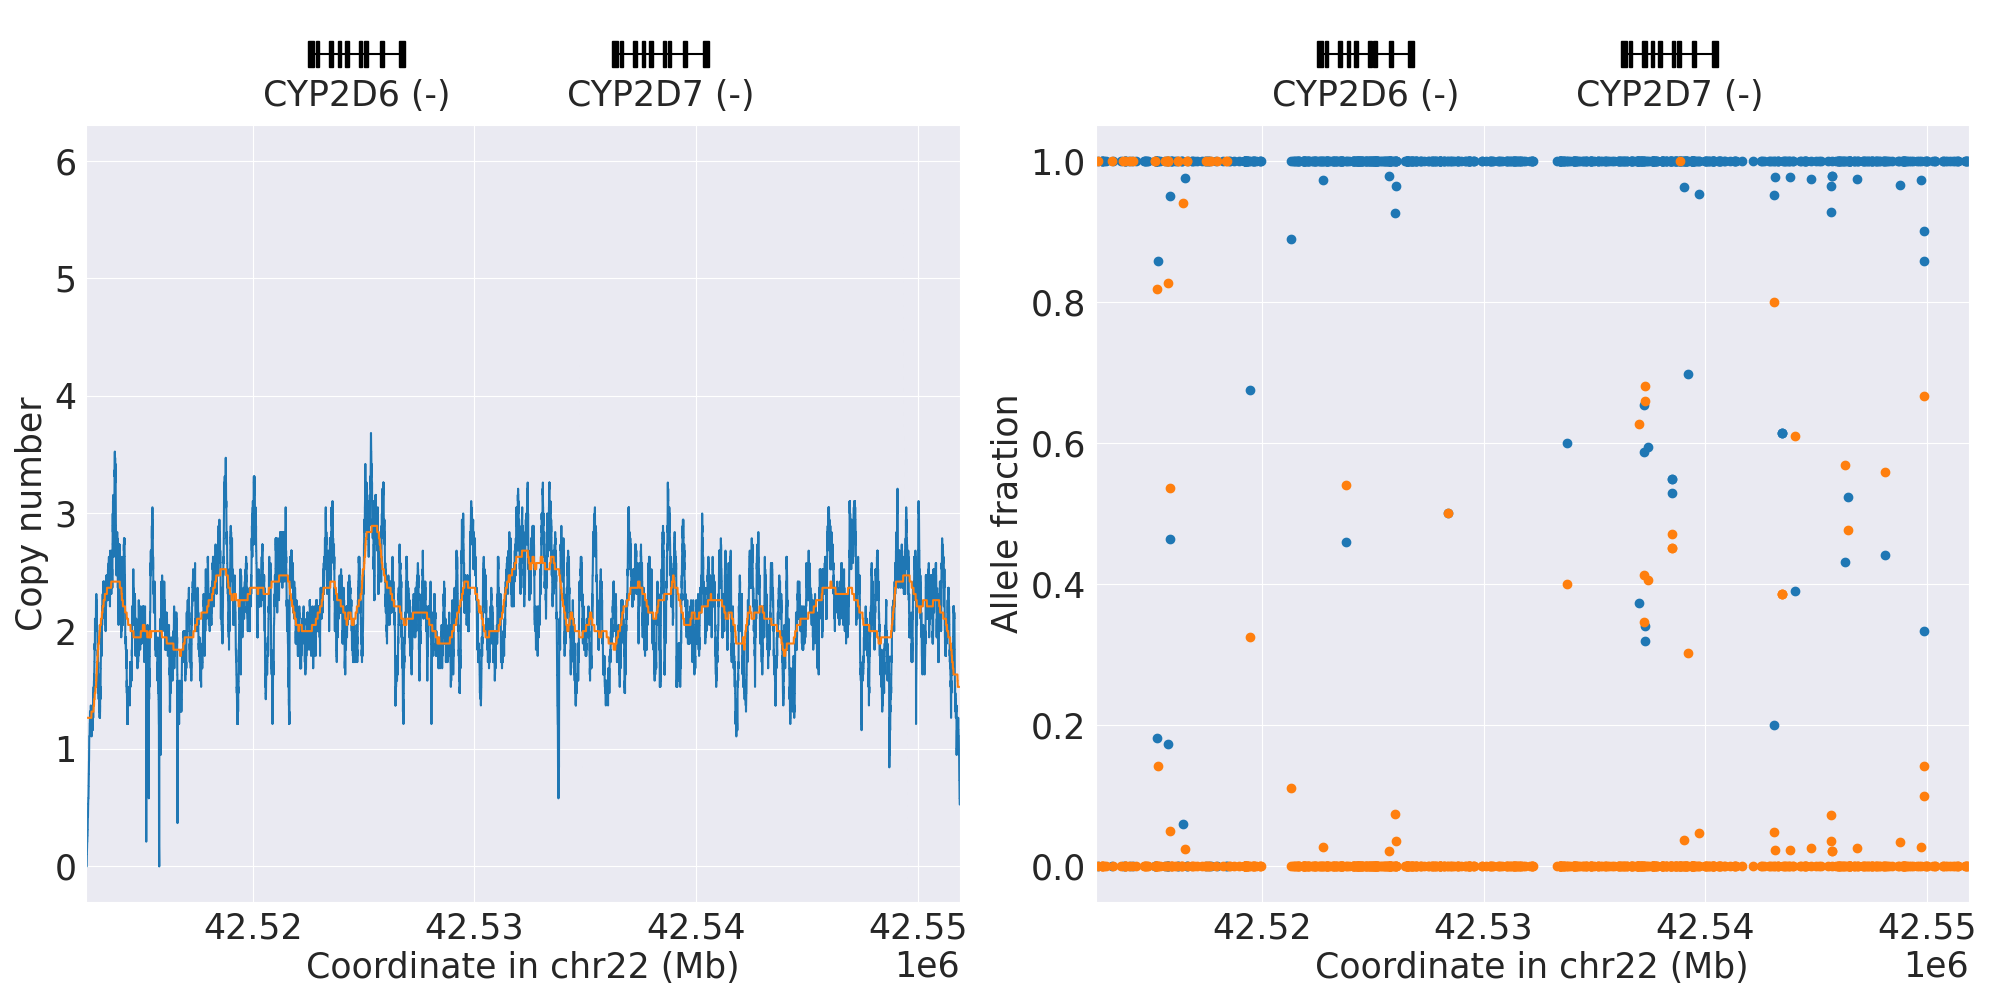 CYP2D6 (-)
CYP2D7 (-)
6
5
4
3
2
1
0
Copy number
42.52
42.53
42.54
42.55
1e6
Coordinate in chr22 (Mb)
CYP2D6 (-)
CYP2D7 (-)
1.0
0.8
0.6
0.4
0.2
0.0
Allele fraction
42.52
42.53
42.54
42.55
1e6
Coordinate in chr22 (Mb)